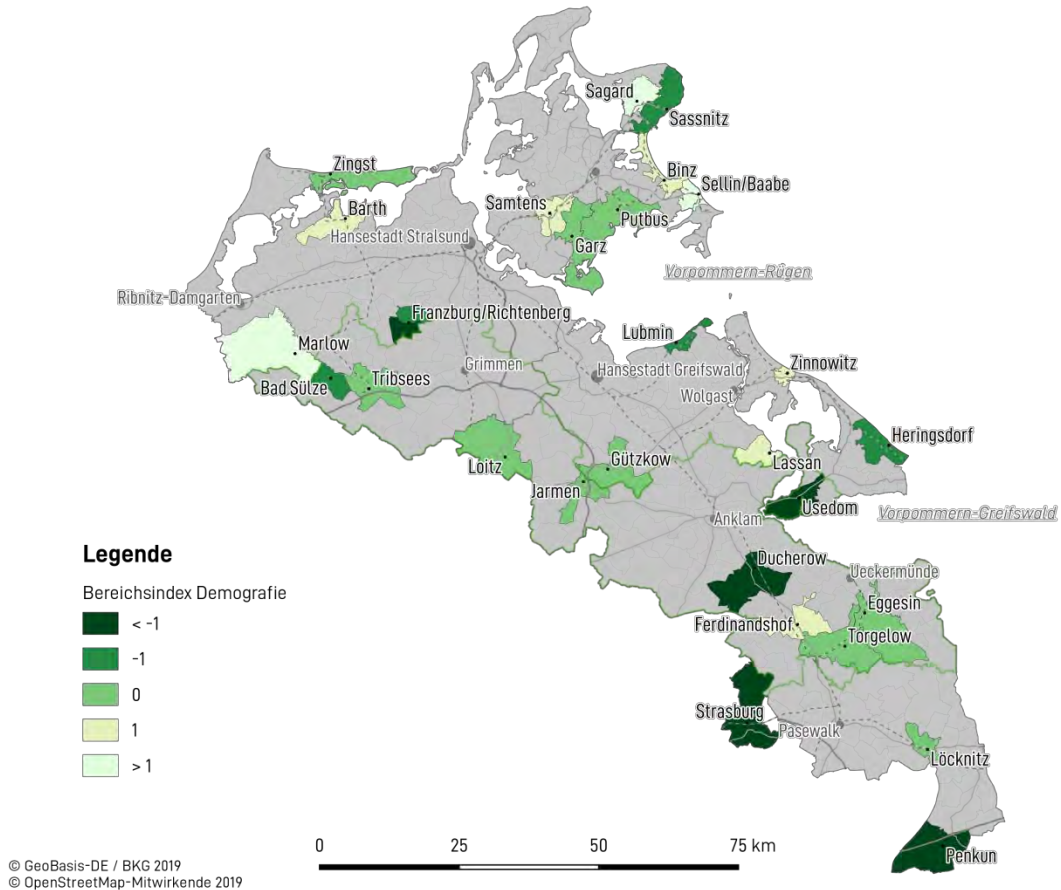 Sagard
Sassnitz
Zingst
Binz
Sellin/Baabe
Barth
Samtens
Putbus
Hansestadt Stralsund
Garz
Vorpommern-Rügen
Ribnitz-Damgarten
Franzburg/Richtenberg
Lubmin
Marlow
Zinnowitz
Grimmen
Hansestadt Greifswald
Bad Sülze
Tribsees
Wolgast
Heringsdorf
Loitz
Gützkow
Lassan
Jarmen
Usedom
Vorpommern-Greifswald
Anklam
Legende
Ducherow
Bereichsindex Demografie
Ueckermünde
Eggesin
< -1
Ferdinandshof
Torgelow
-1
0
Strasburg
1
Pasewalk
> 1
Löcknitz
0
25
50
75 km
Penkun
© GeoBasis-DE / BKG 2019
© OpenStreetMap-Mitwirkende 2019